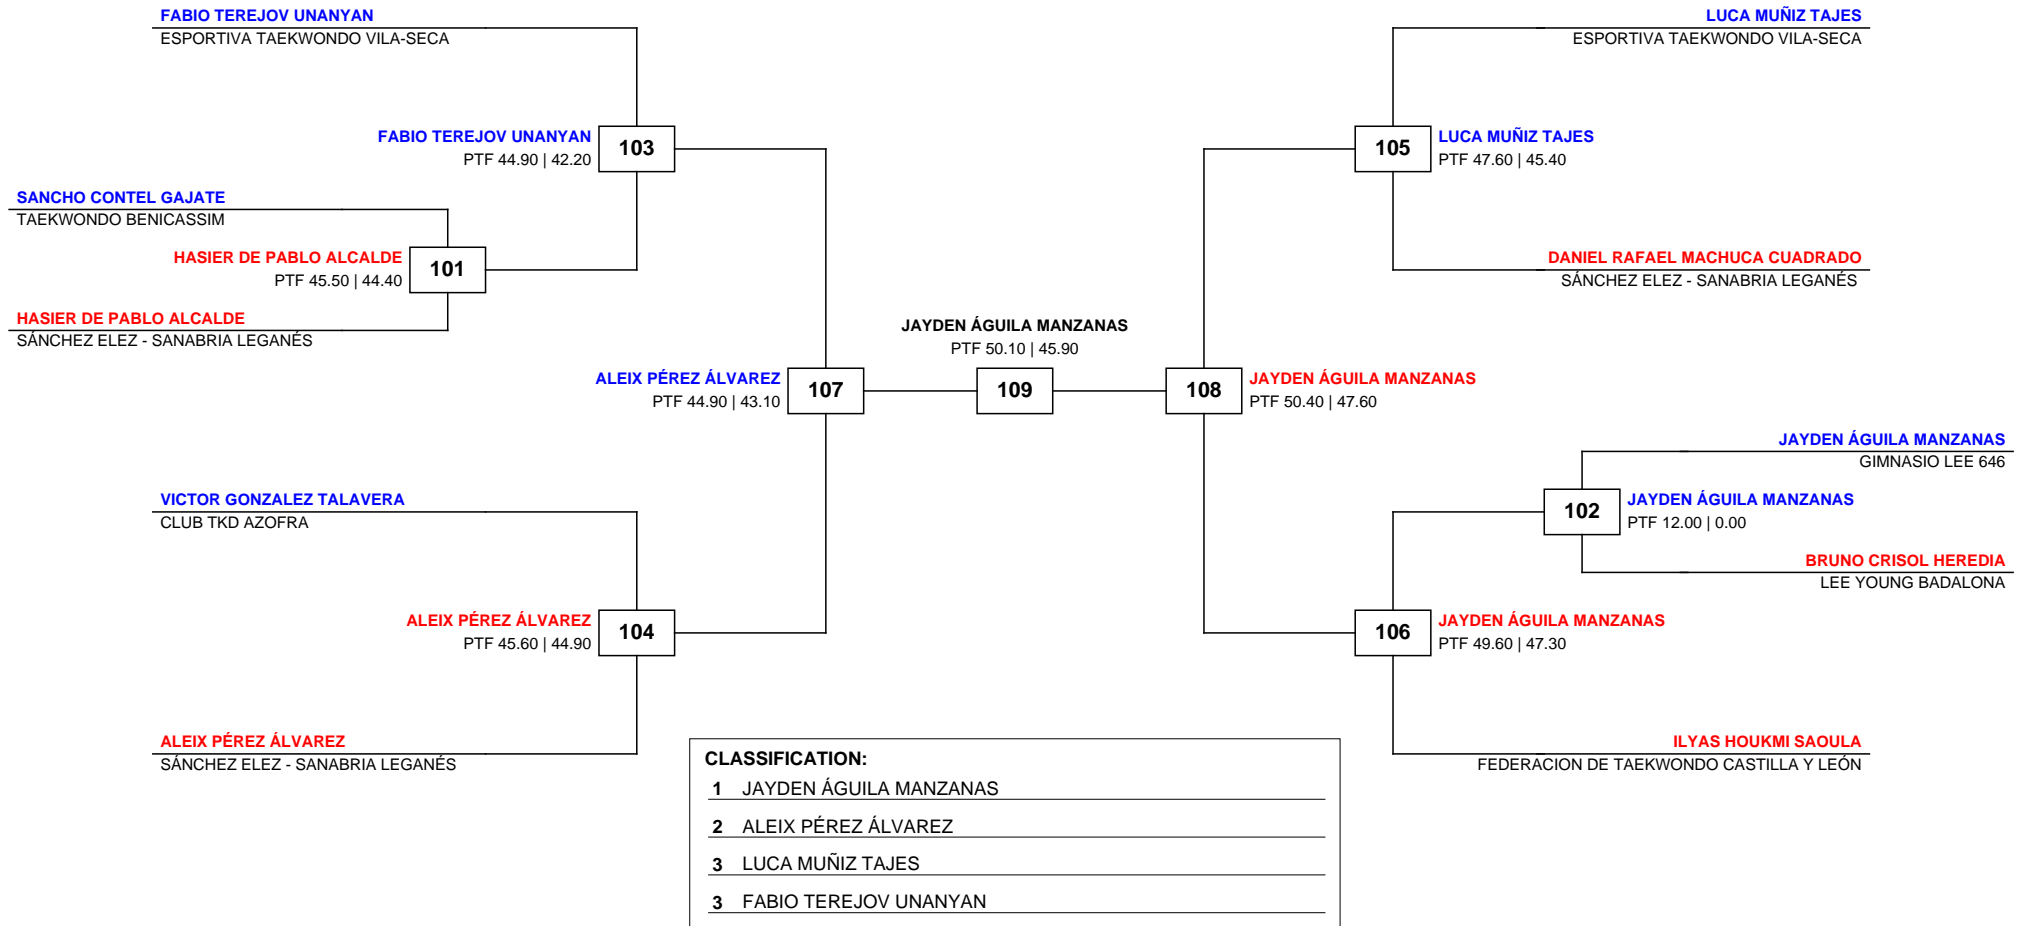 FABIO TEREJOV UNANYAN
ESPORTIVA TAEKWONDO VILA-SECA
LUCA MUÑIZ TAJES
ESPORTIVA TAEKWONDO VILA-SECA
FABIO TEREJOV UNANYAN
PTF 44.90 | 42.20
103
105
LUCA MUÑIZ TAJES
PTF 47.60 | 45.40
SANCHO CONTEL GAJATE
TAEKWONDO BENICASSIM
HASIER DE PABLO ALCALDE
PTF 45.50 | 44.40
101
DANIEL RAFAEL MACHUCA CUADRADO
SÁNCHEZ ELEZ - SANABRIA LEGANÉS
HASIER DE PABLO ALCALDE
SÁNCHEZ ELEZ - SANABRIA LEGANÉS
JAYDEN ÁGUILA MANZANAS
PTF 50.10 | 45.90
ALEIX PÉREZ ÁLVAREZ
PTF 44.90 | 43.10
107
109
108
JAYDEN ÁGUILA MANZANAS
PTF 50.40 | 47.60
JAYDEN ÁGUILA MANZANAS
GIMNASIO LEE 646
VICTOR GONZALEZ TALAVERA
CLUB TKD AZOFRA
102
JAYDEN ÁGUILA MANZANAS
PTF 12.00 | 0.00
BRUNO CRISOL HEREDIA
LEE YOUNG BADALONA
ALEIX PÉREZ ÁLVAREZ
PTF 45.60 | 44.90
104
106
JAYDEN ÁGUILA MANZANAS
PTF 49.60 | 47.30
ALEIX PÉREZ ÁLVAREZ
SÁNCHEZ ELEZ - SANABRIA LEGANÉS
ILYAS HOUKMI SAOULA
FEDERACION DE TAEKWONDO CASTILLA Y LEÓN
CLASSIFICATION:
1 JAYDEN ÁGUILA MANZANAS
2 ALEIX PÉREZ ÁLVAREZ
3 LUCA MUÑIZ TAJES
3 FABIO TEREJOV UNANYAN